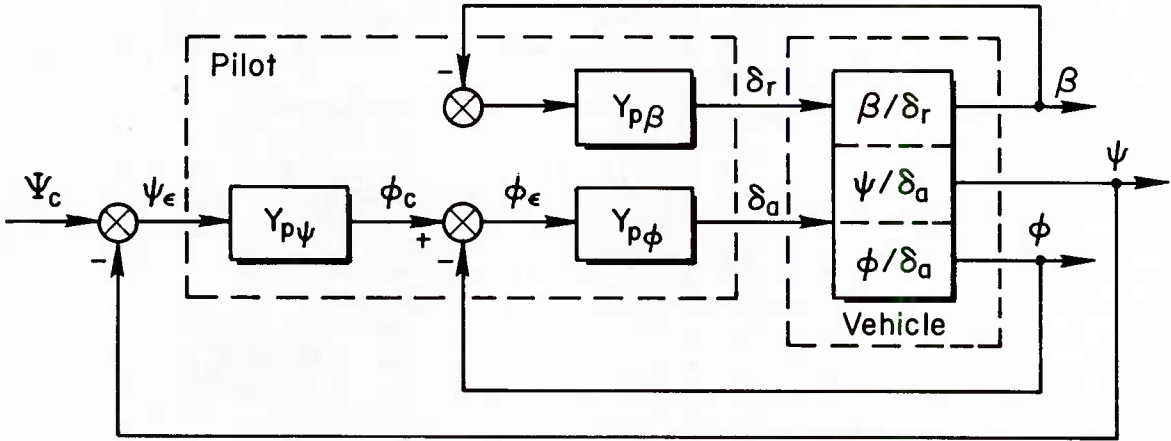 Pilot
-
Y_pβ
δ_r
β/δ_r
β
Ψ_c
ψ_ϵ
Y_pψ
φ_c
φ_ϵ
Y_pφ
δ_a
ψ/δ_a
ψ
φ/δ_a
φ
-
+
-
Vehicle